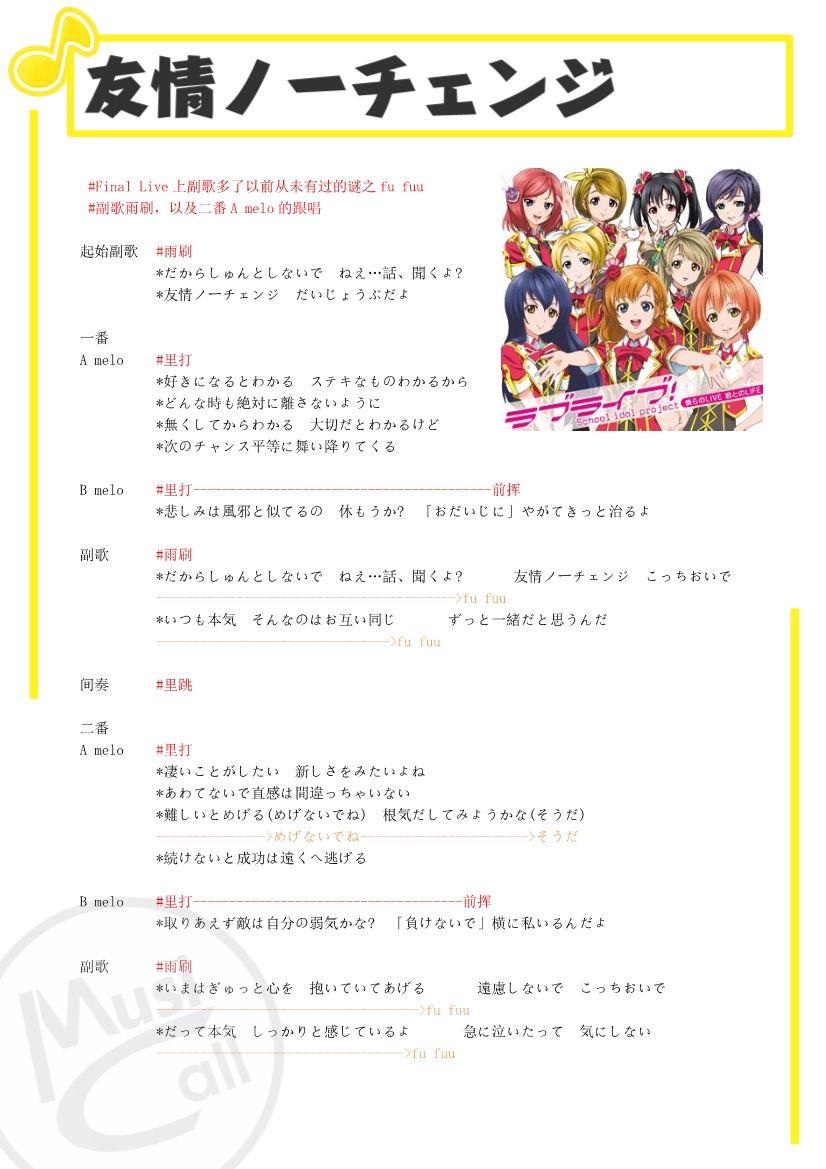 友情ノーチェンジ
#Final Live上副歌多了以前从未有过的谜之 fu fuu
#副歌雨刷，以及二番A melo的跟唱
起始副歌 #雨刷
*だからしゅんとしないで　ねえ…話、聞くよ?
*友情ノーチェンジ　だいじょうぶだよ
ラブライブ!
School idol project
僕らのLIVE 君とのLIFE
一番
A melo #里打
*好きになるとわかる　ステキなものわかるから
*どんな時も絶対に離さないように
*無くしてからわかる　大切だとわかるけど
*次のチャンス平等に舞い降りてくる
B melo #里打-----------------------------------------前挥
*悲しみは風邪と似てるの　休もうか?　「おだいじに」やがてきっと治るよ
副歌 #雨刷
*だからしゅんとしないで　ねえ…話、聞くよ?　　　友情ノーチェンジ　こっちおいで
----------------------------------------->fu fuu
*いつも本気　そんなのはお互い同じ　　　ずっと一緒だと思うんだ
-------------------------------->fu fuu
间奏 #里跳
二番
A melo #里打
*凄いことがしたい　新しさをみたいよね
*あわてないで直感は間違っちゃいない
*難しいとめげる(めげないでね)　根気だしてみようかな(そうだ)
--------------->めげないでね----------------------->そうだ
*続けないと成功は遠くへ逃げる
B melo #里打-------------------------------------前挥
*取りあえず敵は自分の弱気かな?　「負けないで」横に私いるんだよ
副歌 #雨刷
*いまはぎゅっと心を　抱いていてあげる　　　遠慮しないで　こっちおいで
------------------------------------>fu fuu
*だって本気　しっかりと感じているよ　　　急に泣いたって　気にしない
---------------------------------->fu fuu
Musi
Call